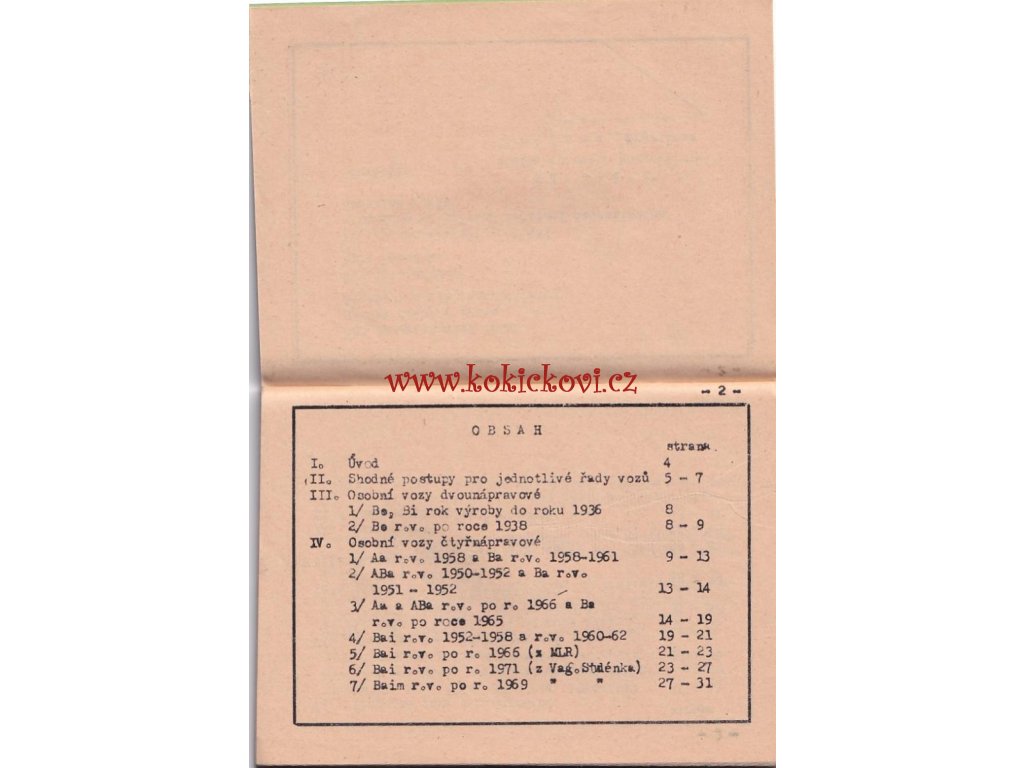 www.kokickovi.cz
- 2 -
O B S A H
strana
I. Úvod 4
II. Shodné postupy pro jednotlivé řady vozů 5 - 7
III. Osobní vozy dvounápravové
1/ Be, Bi rok výroby do roku 1936 8
2/ Be r.v. po roce 1938 8 - 9
IV. Osobní vozy čtyřnápravové
1/ Aa r.v. 1958 a Ba r.v. 1958-1961 9 - 13
2/ ABa r.v. 1950-1952 a Ba r.v.
1951 - 1952 13 - 14
3/ Aa a ABa r.v. po r. 1966 a Ba
r.v. po roce 1965 14 - 19
4/ Bai r.v. 1952-1958 a r.v. 1960-62 19 - 21
5/ Bai r.v. po r. 1966 (z MLR) 21 - 23
6/ Bai r.v. po r. 1971 (z Vag.Studénka) 23 - 27
7/ Baim r.v. po r. 1969 " " 27 - 31